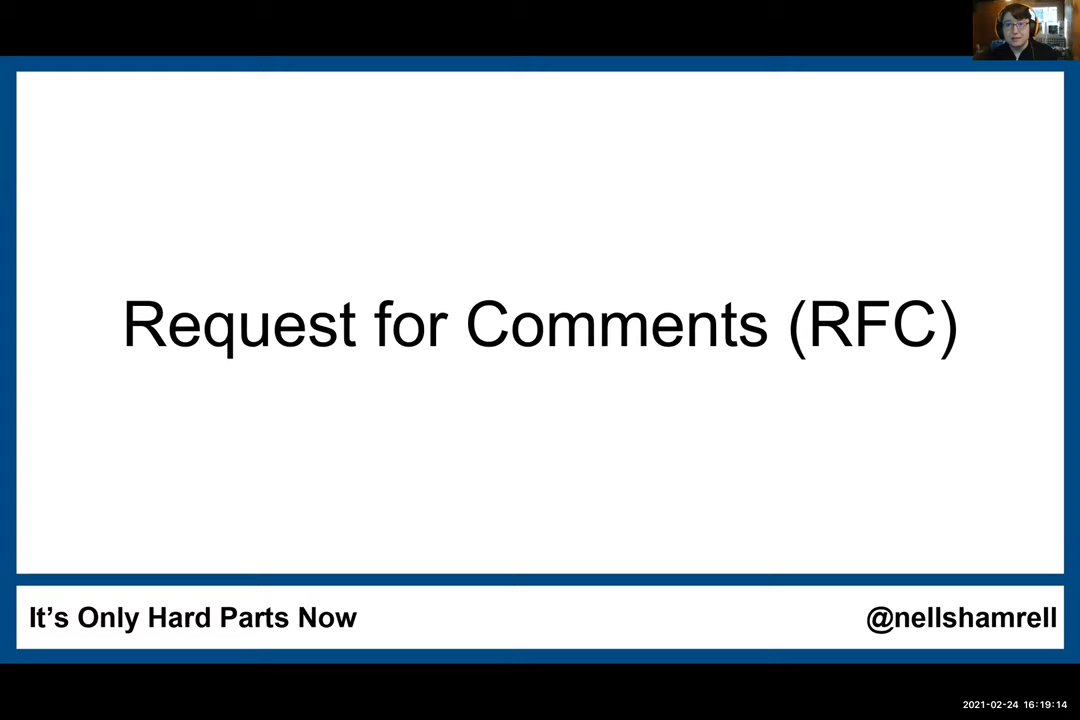 Request for Comments (RFC)
It’s Only Hard Parts Now
@nellshamrell
2021-02-24 16:19:14